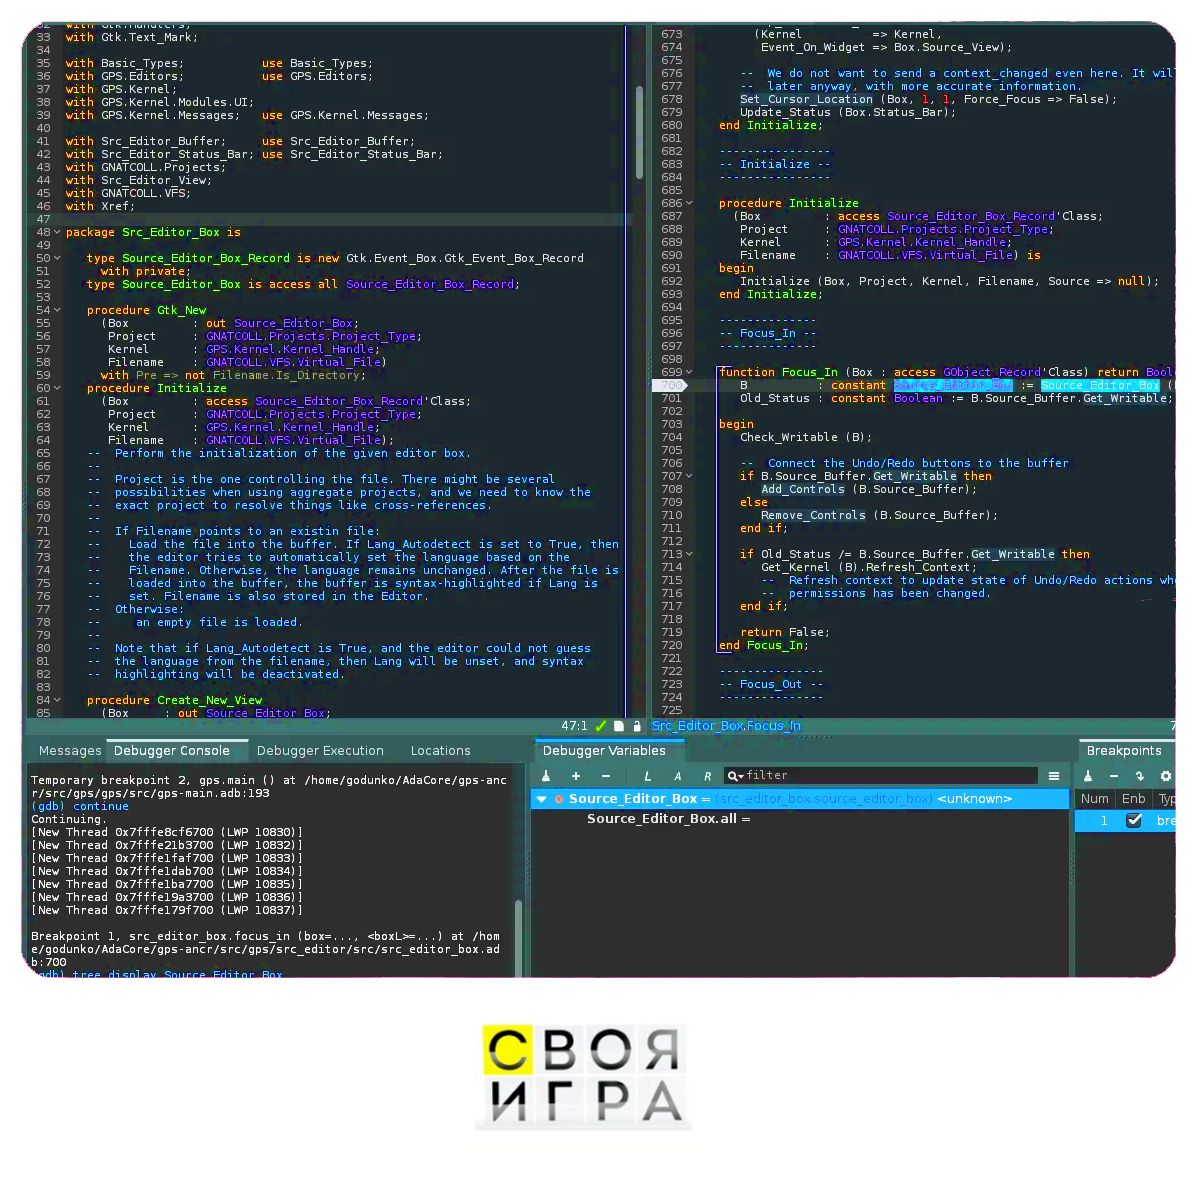 33 with Gtk.Text_Mark;
34
35 with Basic_Types; use Basic_Types;
36 with GPS.Editors; use GPS.Editors;
37 with GPS.Kernel;
38 with GPS.Kernel.Modules.UI;
39 with GPS.Kernel.Messages; use GPS.Kernel.Messages;
40
41 with Src_Editor_Buffer; use Src_Editor_Buffer;
42 with Src_Editor_Status_Bar; use Src_Editor_Status_Bar;
43 with GNATCOLL.Projects;
44 with Src_Editor_View;
45 with GNATCOLL.VFS;
46 with Xref;
47
48 package Src_Editor_Box is
49
50 type Source_Editor_Box_Record is new Gtk.Event_Box.Gtk_Event_Box_Record
51 with private;
52 type Source_Editor_Box is access all Source_Editor_Box_Record;
53
54 procedure Gtk_New
55 (Box : out Source_Editor_Box;
56 Project : GNATCOLL.Projects.Project_Type;
57 Kernel : GPS.Kernel.Kernel_Handle;
58 Filename : GNATCOLL.VFS.Virtual_File)
59 with Pre => not Filename.Is_Directory;
60 procedure Initialize
61 (Box : access Source_Editor_Box_Record'Class;
62 Project : GNATCOLL.Projects.Project_Type;
63 Kernel : GPS.Kernel.Kernel_Handle;
64 Filename : GNATCOLL.VFS.Virtual_File);
65 -- Perform the initialization of the given editor box.
66 --
67 -- Project is the one controlling the file. There might be several
68 -- possibilities when using aggregate projects, and we need to know the
69 -- exact project to resolve things like cross-references.
70 --
71 -- If Filename points to an existin file:
72 -- Load the file into the buffer. If Lang_Autodetect is set to True, then
73 -- the editor tries to automatically set the language based on the
74 -- Filename. Otherwise, the language remains unchanged. After the file is
75 -- loaded into the buffer, the buffer is syntax-highlighted if Lang is
76 -- set. Filename is also stored in the Editor.
77 -- Otherwise:
78 -- an empty file is loaded.
79 --
80 -- Note that if Lang_Autodetect is True, and the editor could not guess
81 -- the language from the filename, then Lang will be unset, and syntax
82 -- highlighting will be deactivated.
83
84 procedure Create_New_View
85 (Box : out Source_Editor_Box;
47:1
673 (Kernel => Kernel,
674 Event_On_Widget => Box.Source_View);
675
676 -- We do not want to send a context_changed even here. It wil
677 -- later anyway, with more accurate information.
678 Set_Cursor_Location (Box, 1, 1, Force_Focus => False);
679 Update_Status (Box.Status_Bar);
680 end Initialize;
681
682 ----------------
683 -- Initialize --
684 ----------------
685
686 procedure Initialize
687 (Box : access Source_Editor_Box_Record'Class;
688 Project : GNATCOLL.Projects.Project_Type;
689 Kernel : GPS.Kernel.Kernel_Handle;
690 Filename : GNATCOLL.VFS.Virtual_File) is
691 begin
692 Initialize (Box, Project, Kernel, Filename, Source => null);
693 end Initialize;
694
695 --------------
696 -- Focus_In --
697 --------------
698
699 function Focus_In (Box : access GObject_Record'Class) return Bool
700 B : constant Source_Editor_Box := Source_Editor_Box (
701 Old_Status : constant Boolean := B.Source_Buffer.Get_Writable;
702
703 begin
704 Check_Writable (B);
705
706 -- Connect the Undo/Redo buttons to the buffer
707 if B.Source_Buffer.Get_Writable then
708 Add_Controls (B.Source_Buffer);
709 else
710 Remove_Controls (B.Source_Buffer);
711 end if;
712
713 if Old_Status /= B.Source_Buffer.Get_Writable then
714 Get_Kernel (B).Refresh_Context;
715 -- Refresh context to update state of Undo/Redo actions wh
716 -- permissions has been changed.
717 end if;
718
719 return False;
720 end Focus_In;
721
722 ---------------
723 -- Focus_Out --
724 ---------------
725
Src_Editor_Box.Focus_In 7
Messages Debugger Console Debugger Execution Locations
Temporary breakpoint 2, gps.main () at /home/godunko/AdaCore/gps-anc
r/src/gps/gps/src/gps-main.adb:193
(gdb) continue
Continuing.
[New Thread 0x7fffe8cf6700 (LWP 10830)]
[New Thread 0x7fffe21b3700 (LWP 10832)]
[New Thread 0x7fffe1faf700 (LWP 10833)]
[New Thread 0x7fffe1dab700 (LWP 10834)]
[New Thread 0x7fffe1ba7700 (LWP 10835)]
[New Thread 0x7fffe19a3700 (LWP 10836)]
[New Thread 0x7fffe179f700 (LWP 10837)]
Breakpoint 1, src_editor_box.focus_in (box=..., <boxL>=...) at /hom
e/godunko/AdaCore/gps-ancr/src/gps/src_editor/src/src_editor_box.ad
b:700
(gdb) tree display Source_Editor_Box
Debugger Variables
L A R filter
Source_Editor_Box = (src_editor_box.source_editor_box) <unknown>
Source_Editor_Box.all =
Breakpoints
Num Enb Typ
1 bre
СВОЯ
ИГРА